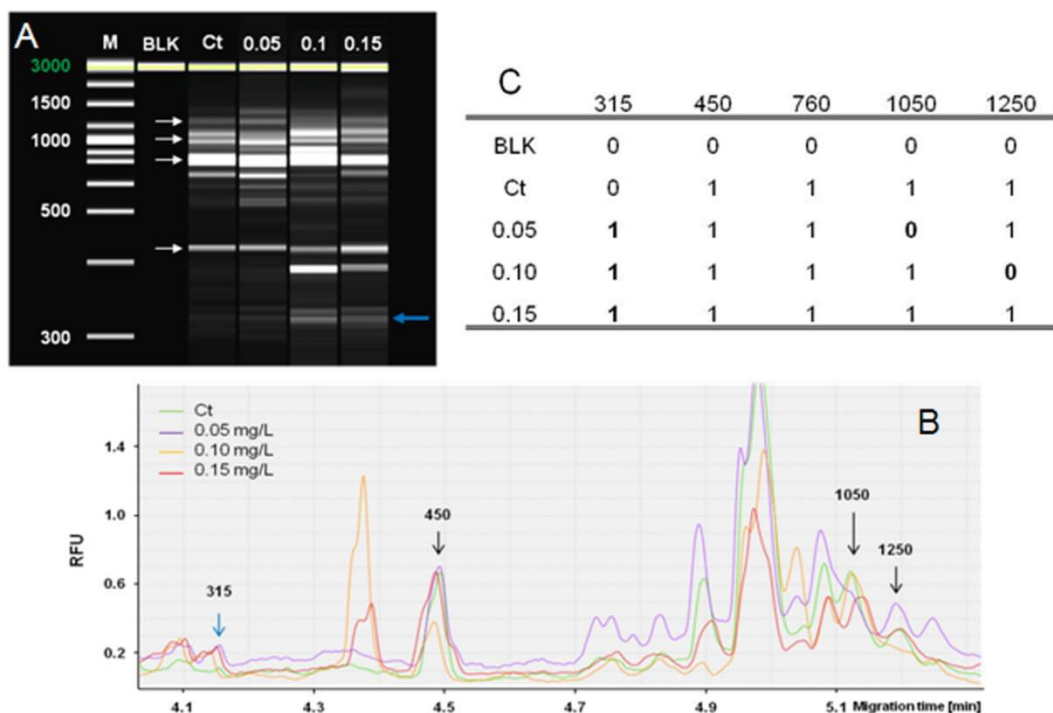 A
M BLK Ct 0.05 0.1 0.15
3000
1500
1000
500
300
C
315 450 760 1050 1250
BLK 0 0 0 0 0
Ct 0 1 1 1 1
0.05 1 1 1 0 1
0.10 1 1 1 1 0
0.15 1 1 1 1 1
B
Ct
0.05 mg/L
0.10 mg/L
0.15 mg/L
RFU
1.4
1.0
0.6
0.2
315
450
1050
1250
4.1 4.3 4.5 4.7 4.9 5.1 Migration time [min]